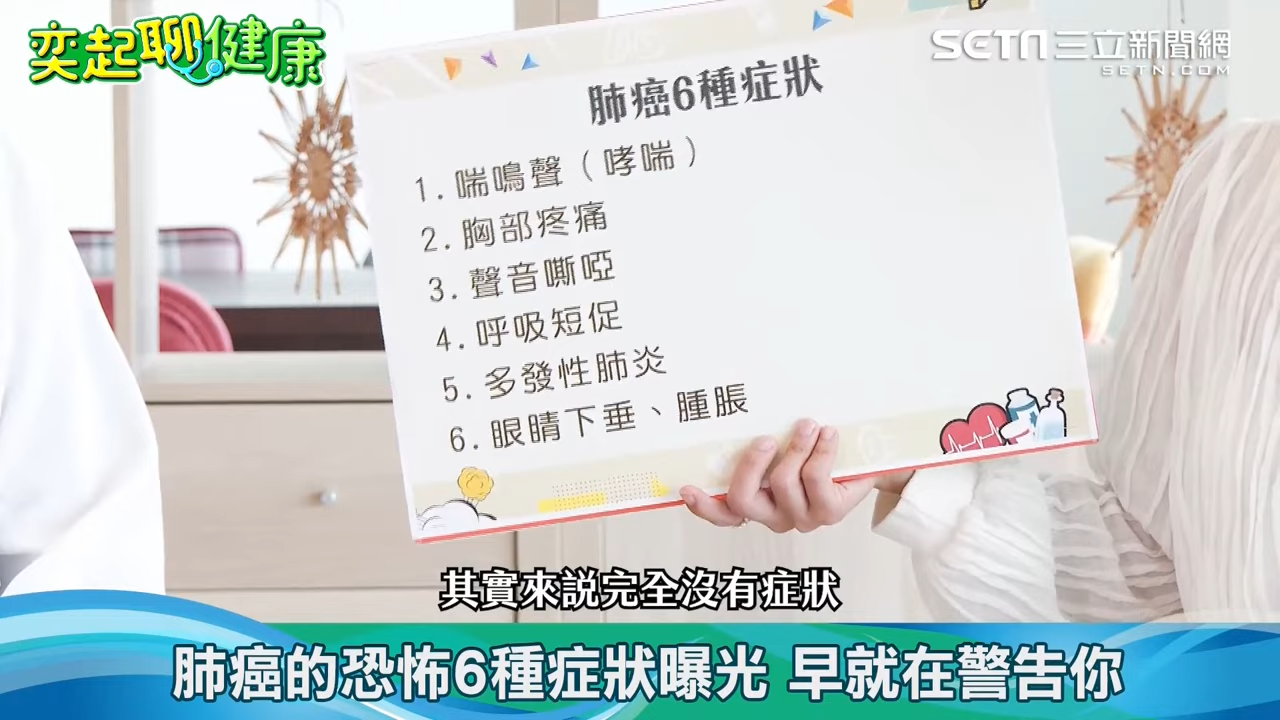 奕起聊健康
SETN三立新聞網
SETN.COM
肺癌6種症狀
1.喘鳴聲（哮喘）
2.胸部疼痛
3.聲音嘶啞
4.呼吸短促
5.多發性肺炎
6.眼睛下垂、腫脹
其實來說完全沒有症狀
肺癌的恐怖6種症狀曝光 早就在警告你